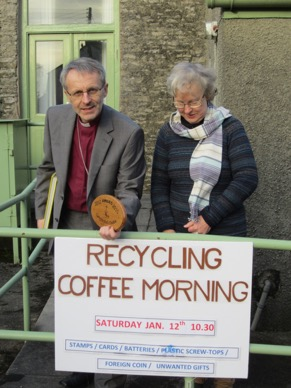 RECYCLING
COFFEE MORNING
SATURDAY JAN. 12th 10.30
STAMPS / CARDS / BATTERIES / PLASTIC SCREW-TOPS /
FOREIGN COIN / UNWANTED GIFTS